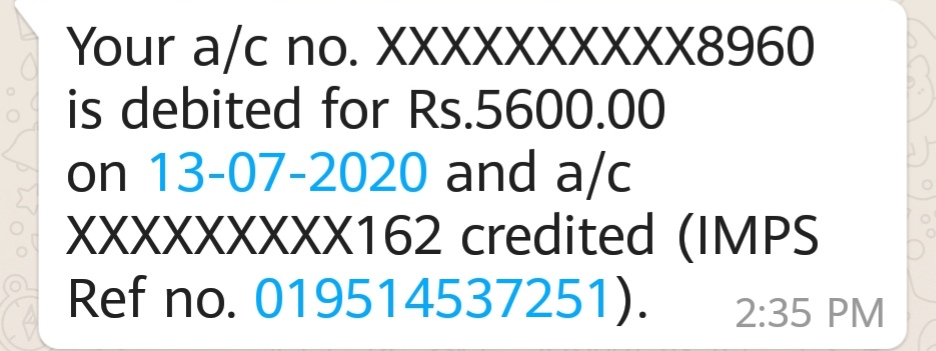 Your a/c no. XXXXXXXXXX8960
is debited for Rs.5600.00
on 13-07-2020 and a/c
XXXXXXXXX162 credited (IMPS
Ref no. 019514537251).
2:35 PM